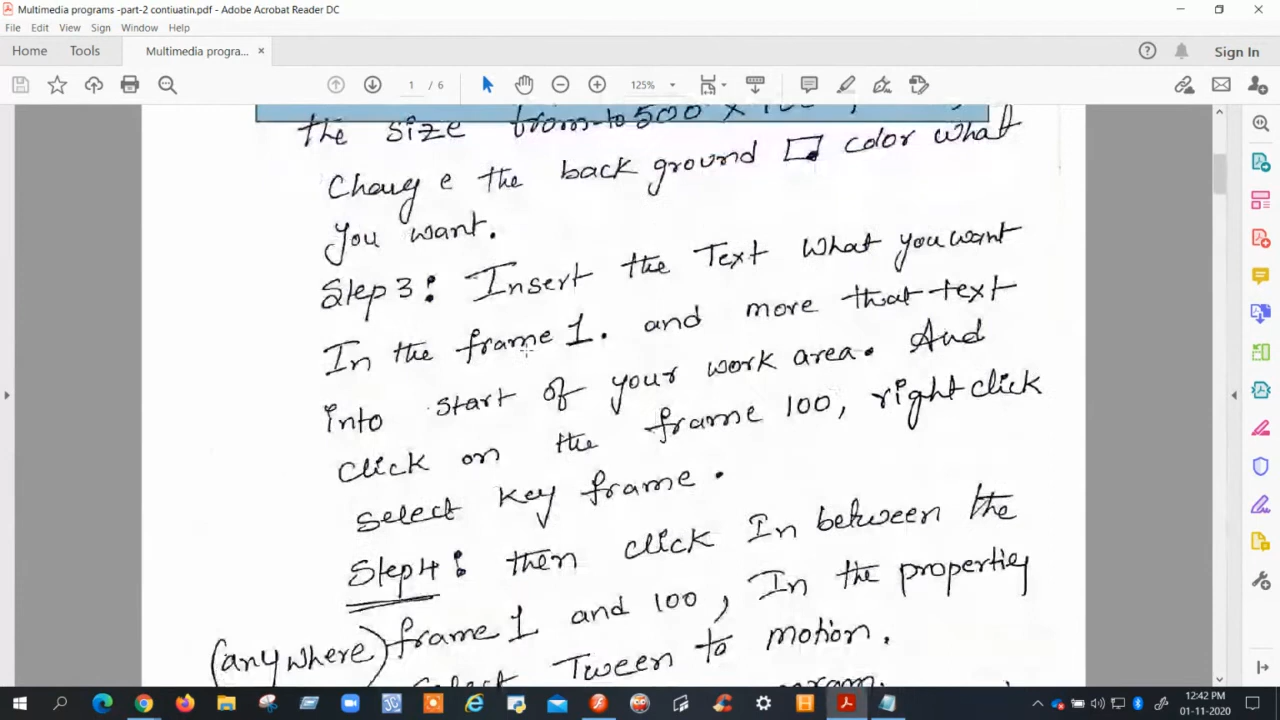 Multimedia programs -part-2 contiuatin.pdf - Adobe Acrobat Reader DC
File Edit View Sign Window Help
Home Tools Multimedia progra... × Sign In
1 / 6 125%
the size from-to 500 X
Chang e the back ground color what
you want.
Step 3: Insert the Text what you want
In the frame 1. and more that text
into start of your work area. And
click on the frame 100, right click
select key frame.
Step 4: then click In between the
(anywhere) frame 1 and 100, In the properties
select Tween to motion.
12:42 PM
01-11-2020